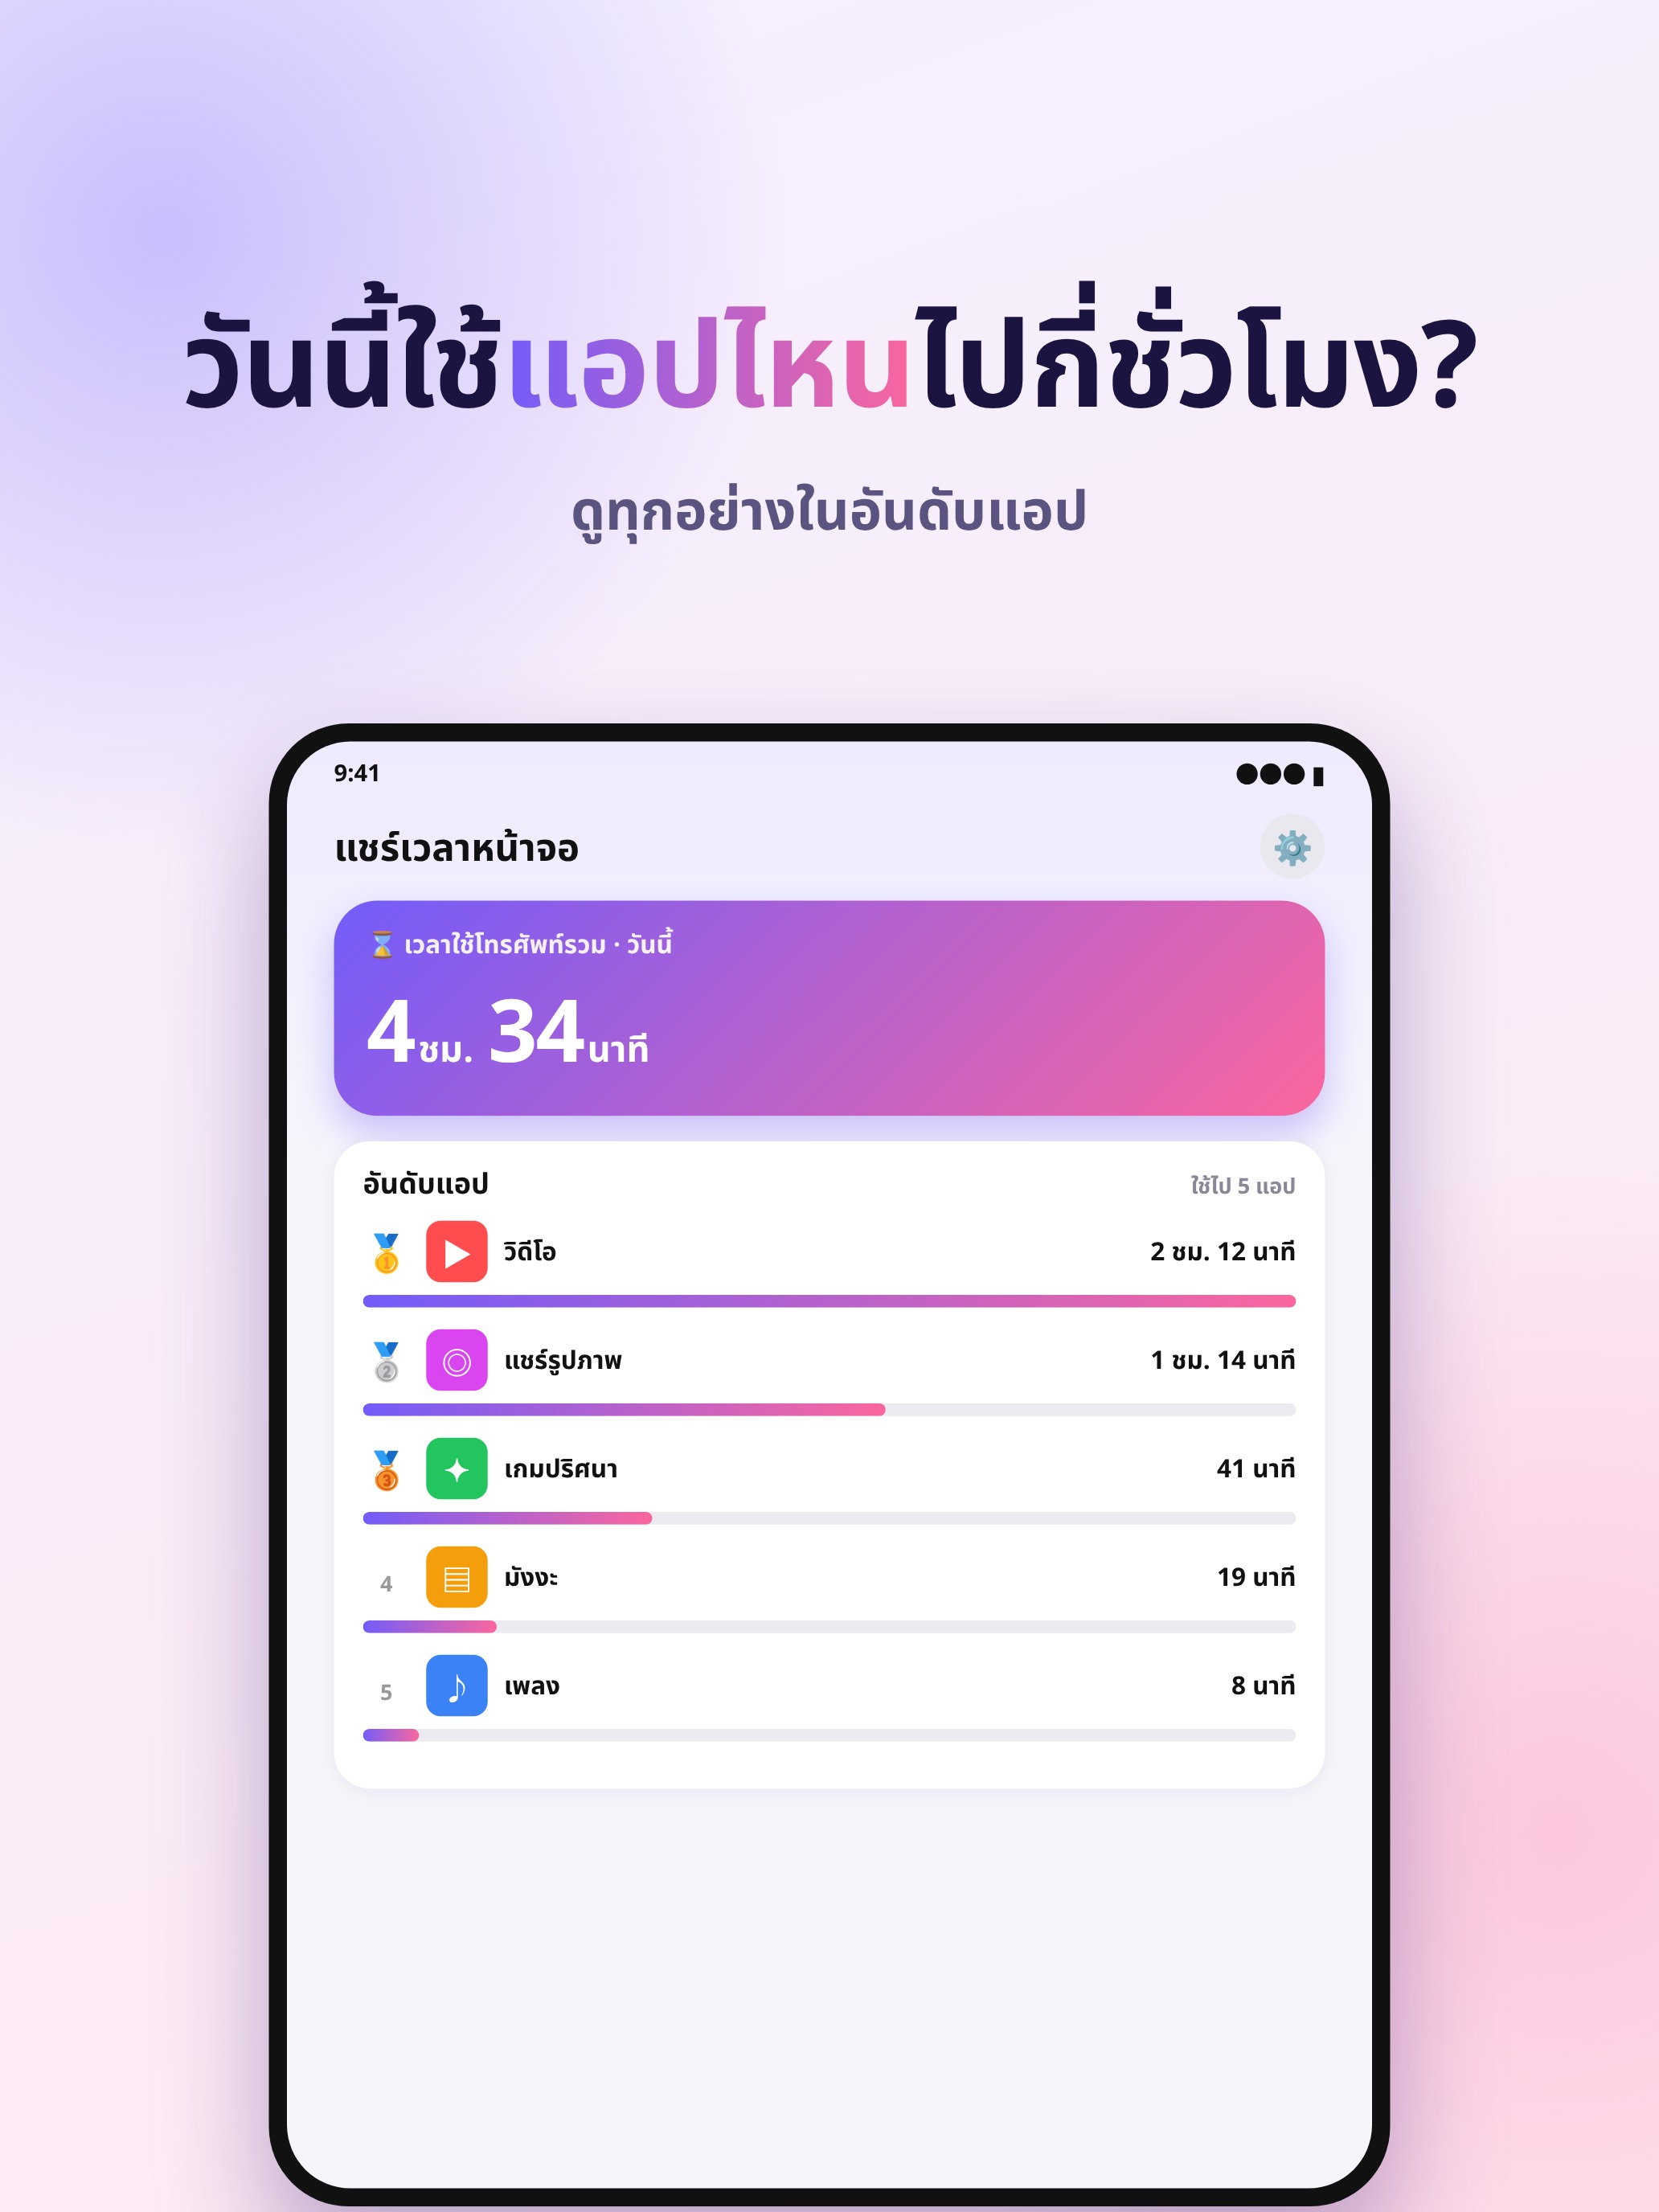 วันนี้ใช้แอปไหนไปกี่ชั่วโมง?
ดูทุกอย่างในอันดับแอป
9:41
แชร์เวลาหน้าจอ
เวลาใช้โทรศัพท์รวม · วันนี้
4 ชม. 34 นาที
อันดับแอป ใช้ไป 5 แอป
1 วิดีโอ 2 ชม. 12 นาที
2 แชร์รูปภาพ 1 ชม. 14 นาที
3 เกมปริศนา 41 นาที
4 มังงะ 19 นาที
5 เพลง 8 นาที